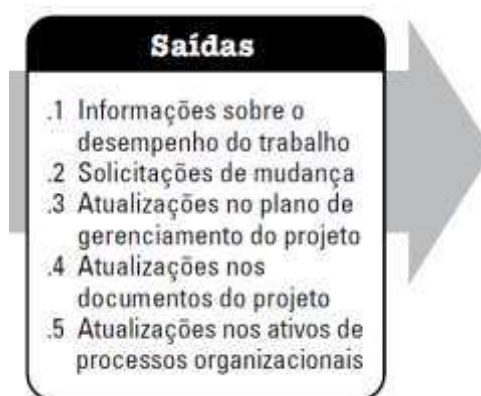 Saídas
.1 Informações sobre o
desempenho do trabalho
.2 Solicitações de mudança
.3 Atualizações no plano de
gerenciamento do projeto
.4 Atualizações nos
documentos do projeto
.5 Atualizações nos ativos de
processos organizacionais